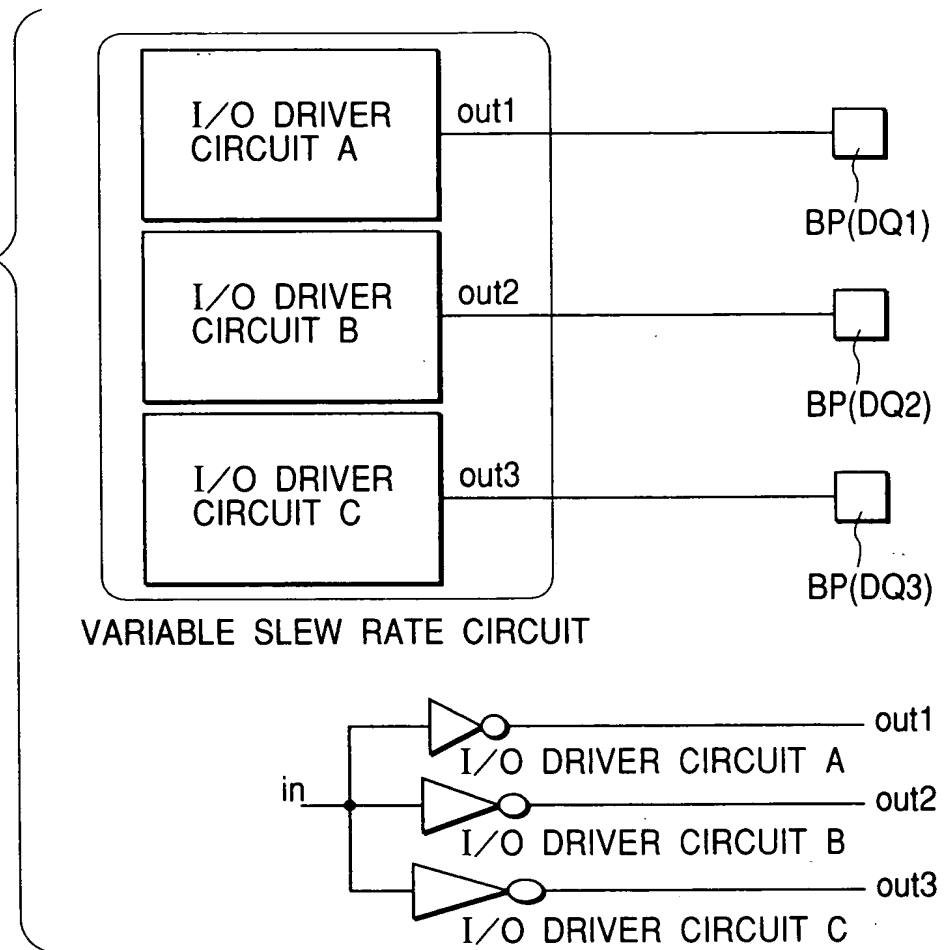 I/O DRIVER
CIRCUIT A
out1
BP(DQ1)
I/O DRIVER
CIRCUIT B
out2
BP(DQ2)
I/O DRIVER
CIRCUIT C
out3
BP(DQ3)
VARIABLE SLEW RATE CIRCUIT
in
out1
I/O DRIVER CIRCUIT A
out2
I/O DRIVER CIRCUIT B
out3
I/O DRIVER CIRCUIT C